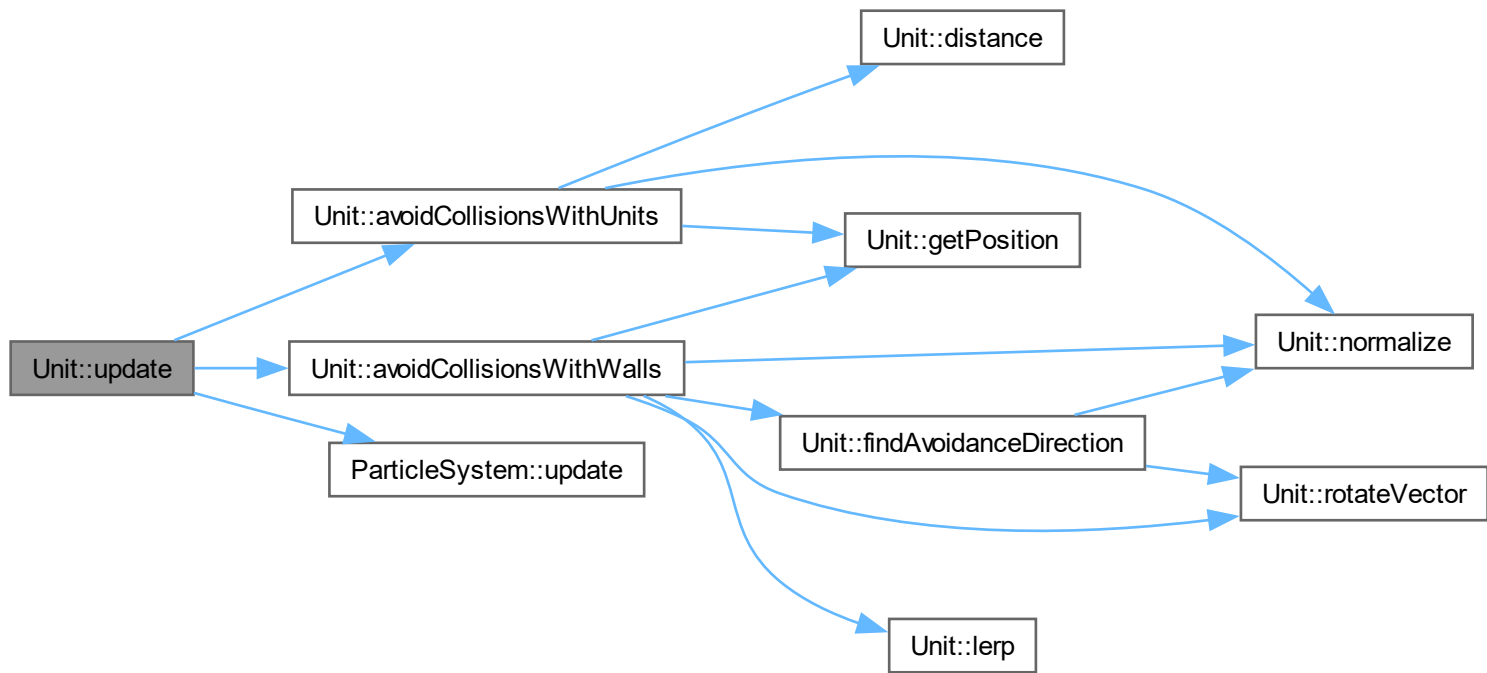 Unit::distance
Unit::avoidCollisionsWithUnits
Unit::getPosition
Unit::normalize
Unit::update
Unit::avoidCollisionsWithWalls
Unit::findAvoidanceDirection
ParticleSystem::update
Unit::rotateVector
Unit::lerp